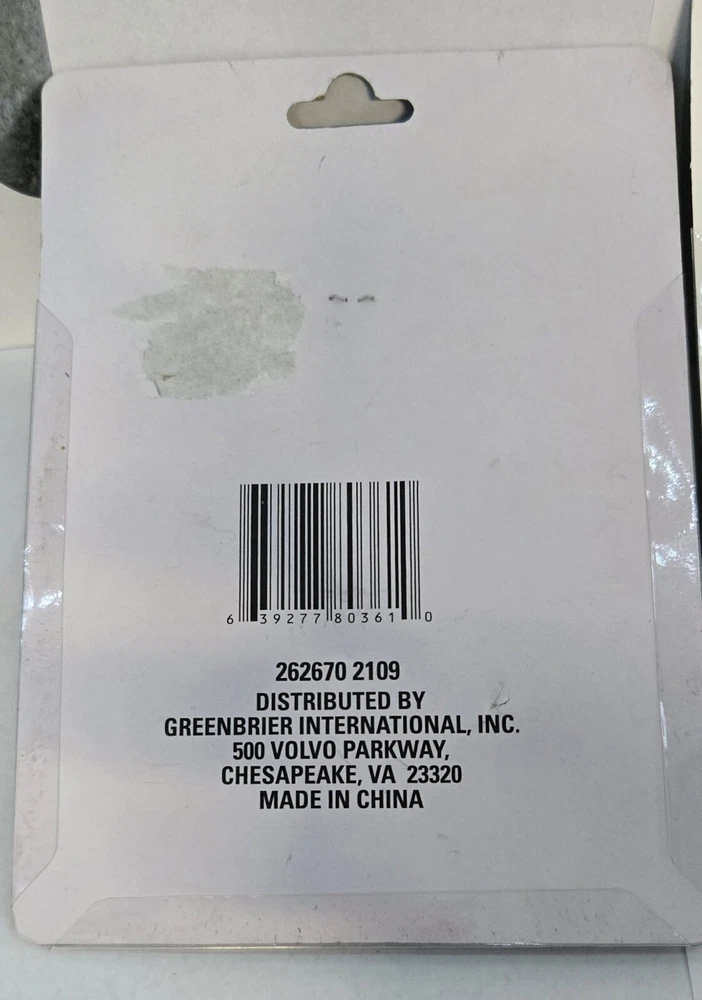 6 39277 80361 0
262670 2109
DISTRIBUTED BY
GREENBRIER INTERNATIONAL, INC.
500 VOLVO PARKWAY,
CHESAPEAKE, VA 23320
MADE IN CHINA